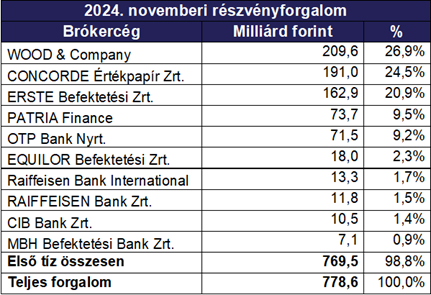 2024. novemberi részvényforgalom
Brókercég Milliárd forint %
WOOD & Company 209,6 26,9%
CONCORDE Értékpapír Zrt. 191,0 24,5%
ERSTE Befektetési Zrt. 162,9 20,9%
PATRIA Finance 73,7 9,5%
OTP Bank Nyrt. 71,5 9,2%
EQUILOR Befektetési Zrt. 18,0 2,3%
Raiffeisen Bank International 13,3 1,7%
RAIFFEISEN Bank Zrt. 11,8 1,5%
CIB Bank Zrt. 10,5 1,4%
MBH Befektetési Bank Zrt. 7,1 0,9%
Első tíz összesen 769,5 98,8%
Teljes forgalom 778,6 100,0%